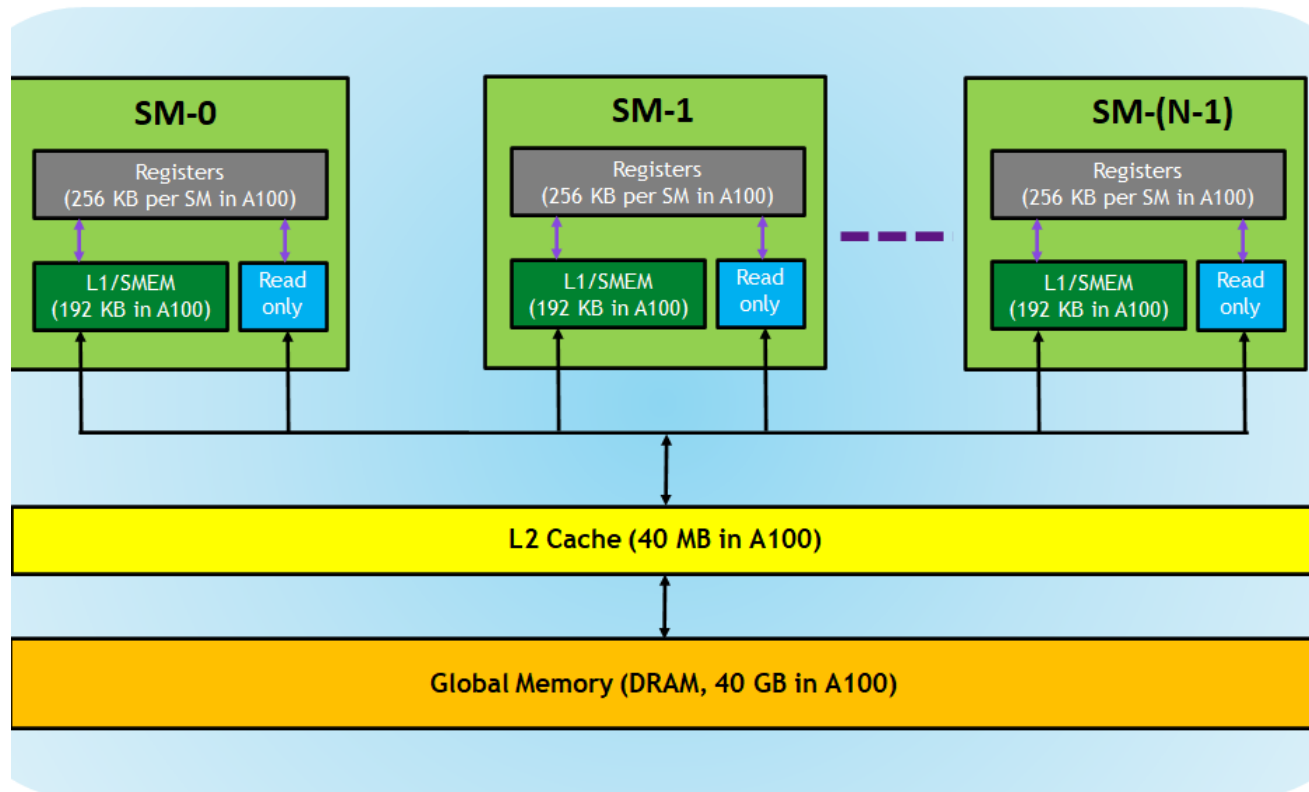 SM-0
Registers
(256 KB per SM in A100)
L1/SMEM
(192 KB in A100)
Read
only
SM-1
Registers
(256 KB per SM in A100)
L1/SMEM
(192 KB in A100)
Read
only
SM-(N-1)
Registers
(256 KB per SM in A100)
L1/SMEM
(192 KB in A100)
Read
only
L2 Cache (40 MB in A100)
Global Memory (DRAM, 40 GB in A100)